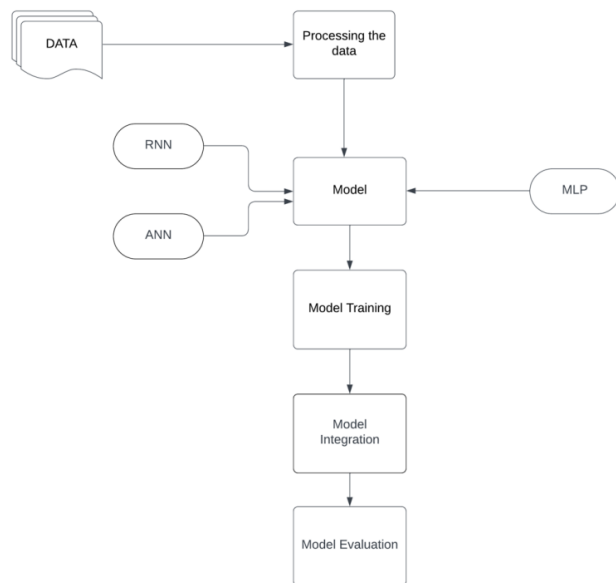 DATA
Processing the
data
RNN
Model
MLP
ANN
Model Training
Model
Integration
Model Evaluation